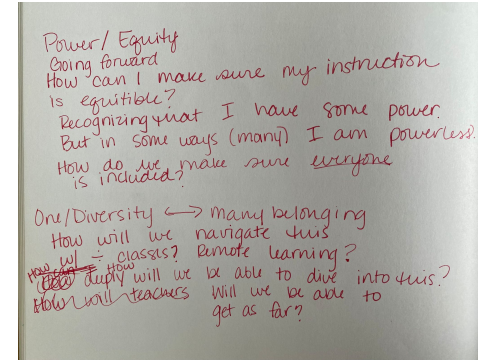 Power/Equity
Going forward
How can I make sure my instruction
is equitible?
Recognizing that I have some power.
But in some ways (many) I am powerless.
How do we make sure everyone
is included?
One/Diversity ↔ many belonging
How will we navigate this
w/ ÷ classes? Remote learning?
How deeply will we be able to dive into this?
How will teachers Will we be able to
get as far?